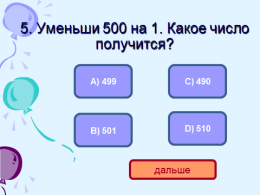 5. Уменьши 500 на 1. Какое число
получится?
А) 499
С) 490
В) 501
D) 510
дальше